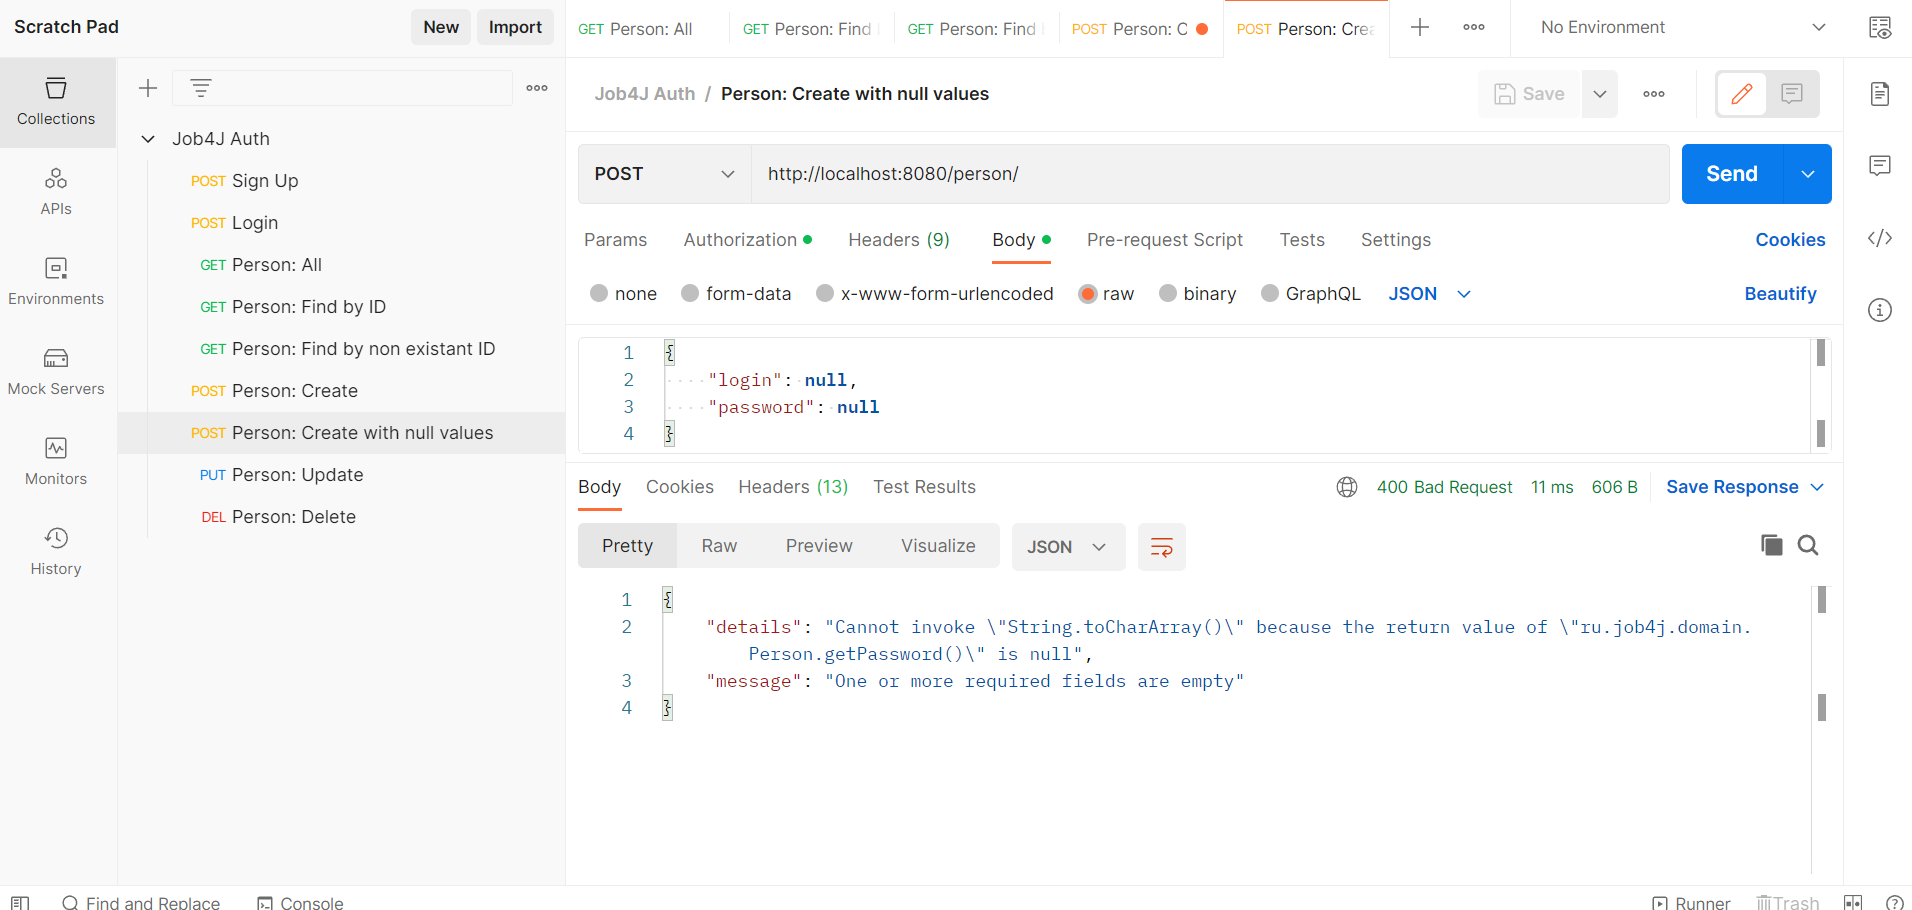 Scratch Pad
New
Import
GET Person: All
GET Person: Find
GET Person: Find
POST Person: C
POST Person: Crea
No Environment
Collections
APIs
Environments
Mock Servers
Monitors
History
Job4J Auth
POST Sign Up
POST Login
GET Person: All
GET Person: Find by ID
GET Person: Find by non existant ID
POST Person: Create
POST Person: Create with null values
PUT Person: Update
DEL Person: Delete
Job4J Auth / Person: Create with null values
Save
POST
http://localhost:8080/person/
Send
Params Authorization Headers (9) Body Pre-request Script Tests Settings Cookies
none form-data x-www-form-urlencoded raw binary GraphQL JSON Beautify
1 {
2 "login": null,
3 "password": null
4 }
Body Cookies Headers (13) Test Results 400 Bad Request 11 ms 606 B Save Response
Pretty Raw Preview Visualize JSON
1 {
2 "details": "Cannot invoke \"String.toCharArray()\" because the return value of \"ru.job4j.domain.
Person.getPassword()\" is null",
3 "message": "One or more required fields are empty"
4 }
Find and Replace Console Runner Trash